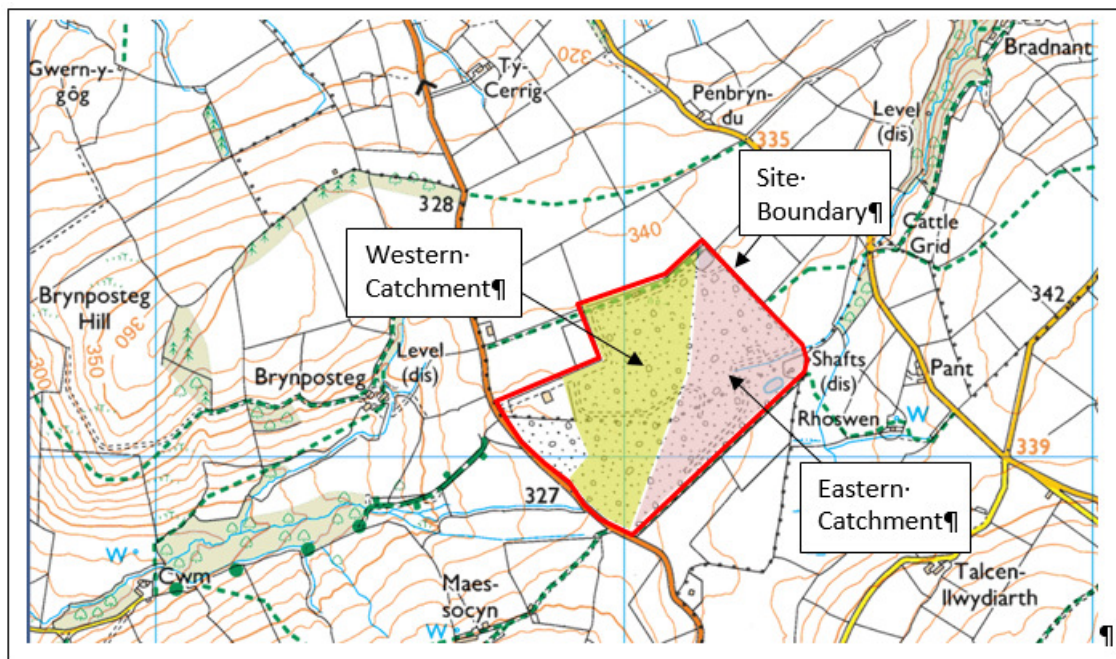 Gwern-y-
gôg
Tý-
Cerrig
320
Penbryn-
du
Bradnant
Level
(dis)
335
Site·
Boundary¶
328
340
Cattle
Grid
Western·
Catchment¶
342
Brynposteg
Hill
360
350
300
Level
(dis)
Brynposteg
Shafts
(dis)
Pant
Rhoswen
W
339
327
Eastern·
Catchment¶
W
Cwm
Maes-
socyn
W
Talcen-
llwydiarth
¶